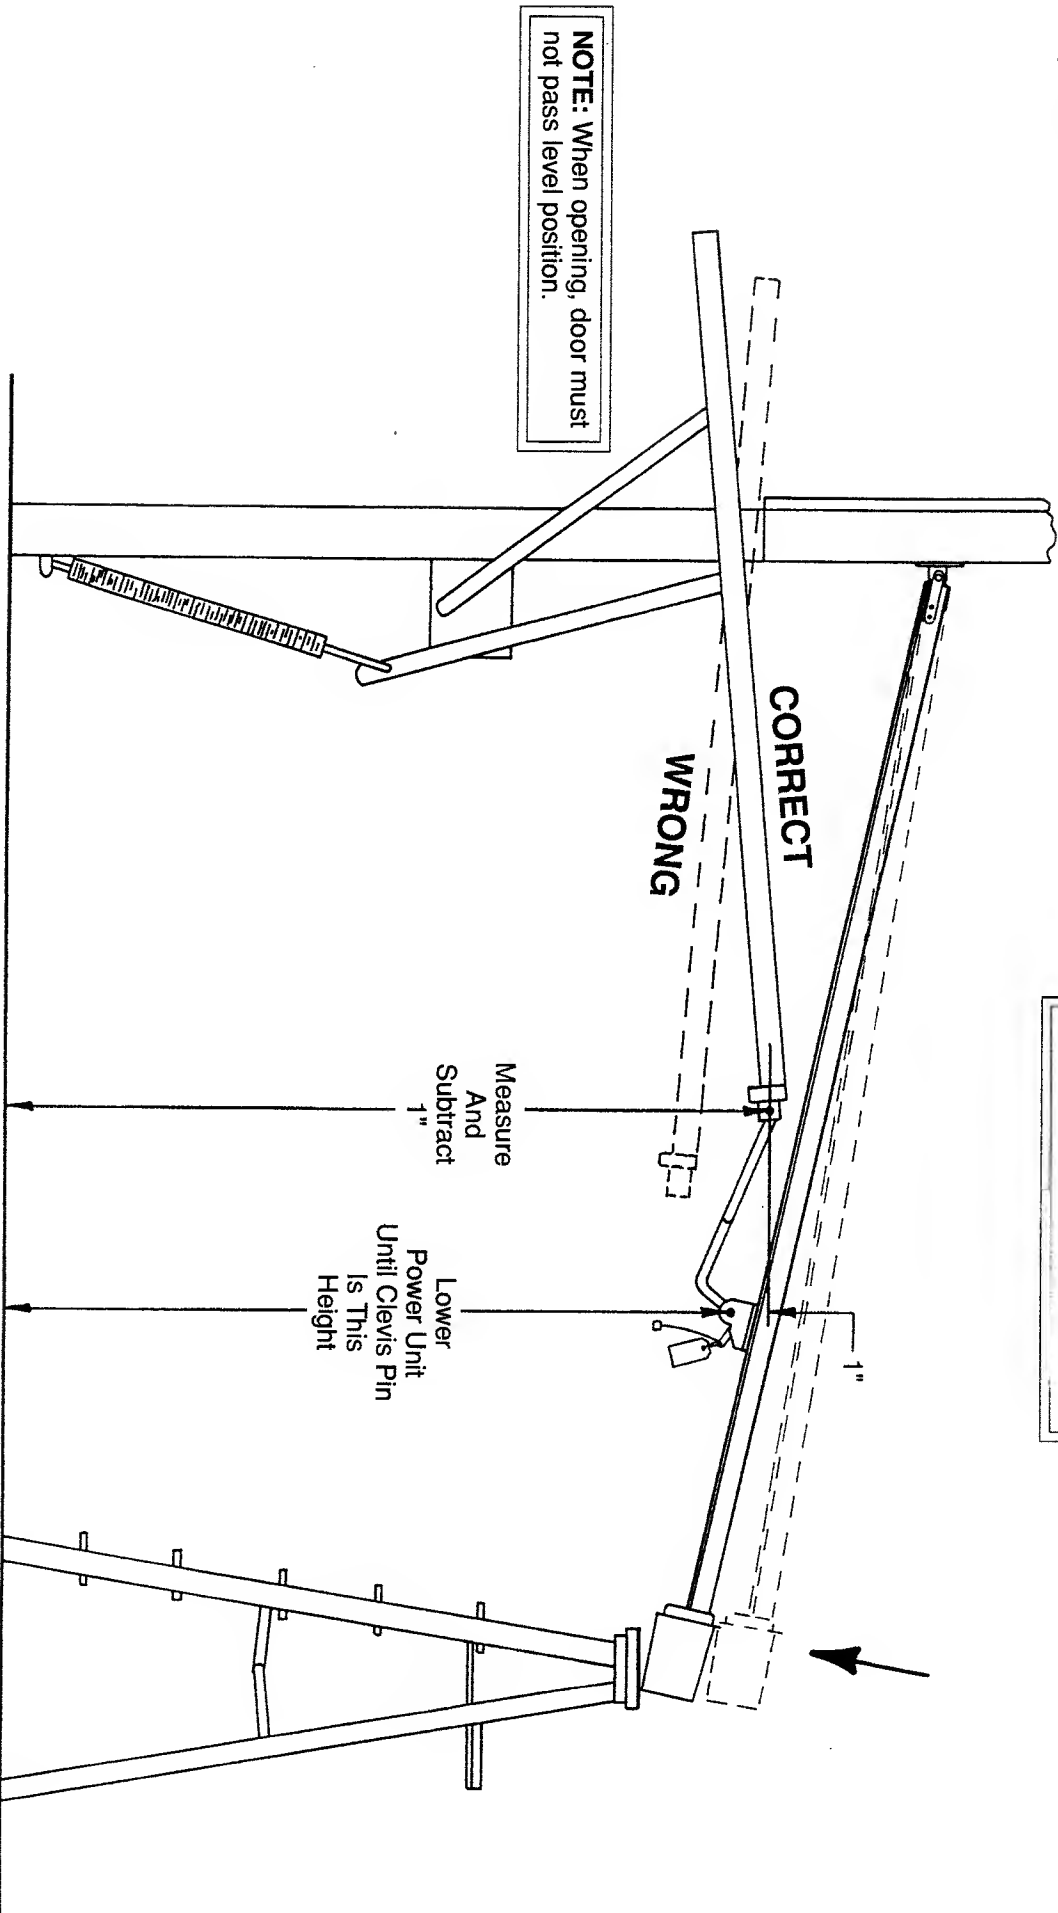 NOTE: When opening, door must
not pass level position.
CORRECT
WRONG
Measure
And
Subtract
1"
Lower
Power Unit
Until Clevis Pin
Is This
Height
1"